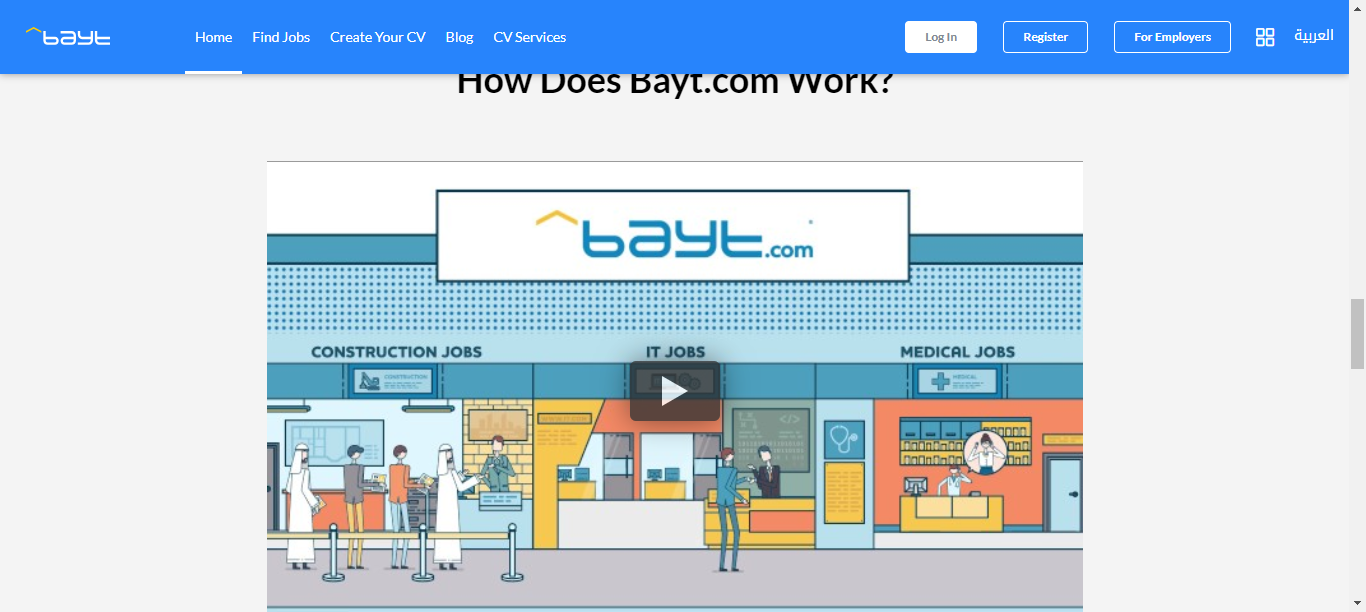 bayt
Home
Find Jobs
Create Your CV
Blog
CV Services
Log In
Register
For Employers
العربية
How Does Bayt.com Work?
bayt.com
CONSTRUCTION JOBS
IT JOBS
MEDICAL JOBS
CONSTRUCTION
MEDICAL